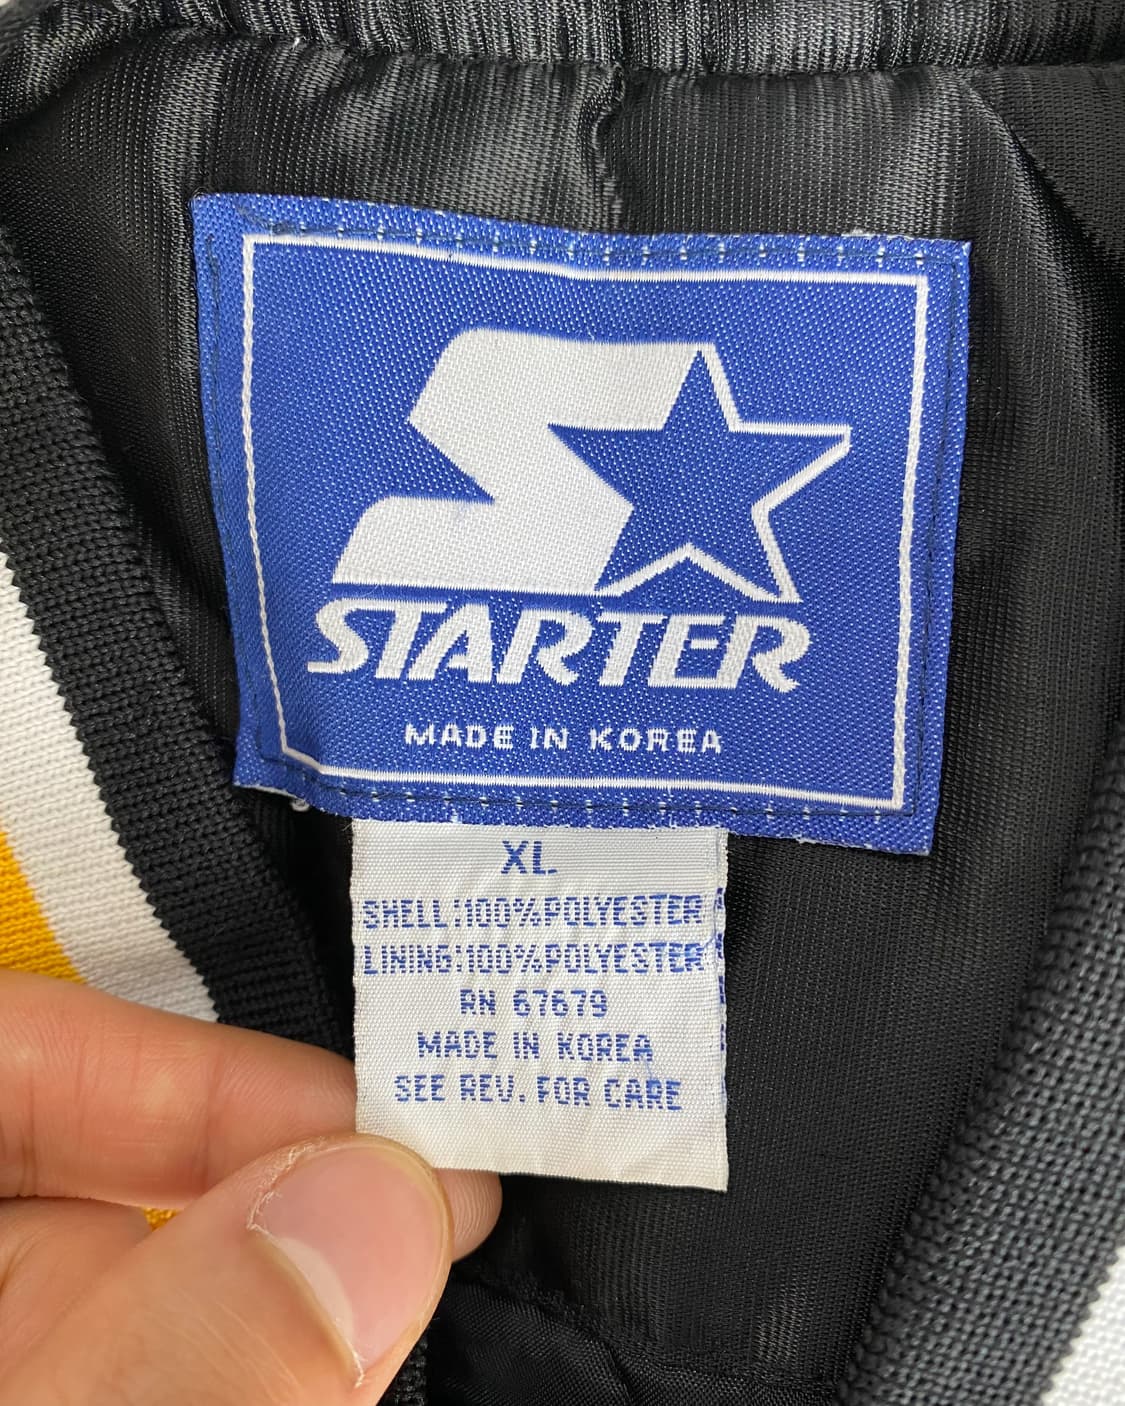 STARTER
MADE IN KOREA
XL
SHELL:100%POLYESTER
LINING:100%POLYESTER
RN 67679
MADE IN KOREA
SEE REV. FOR CARE